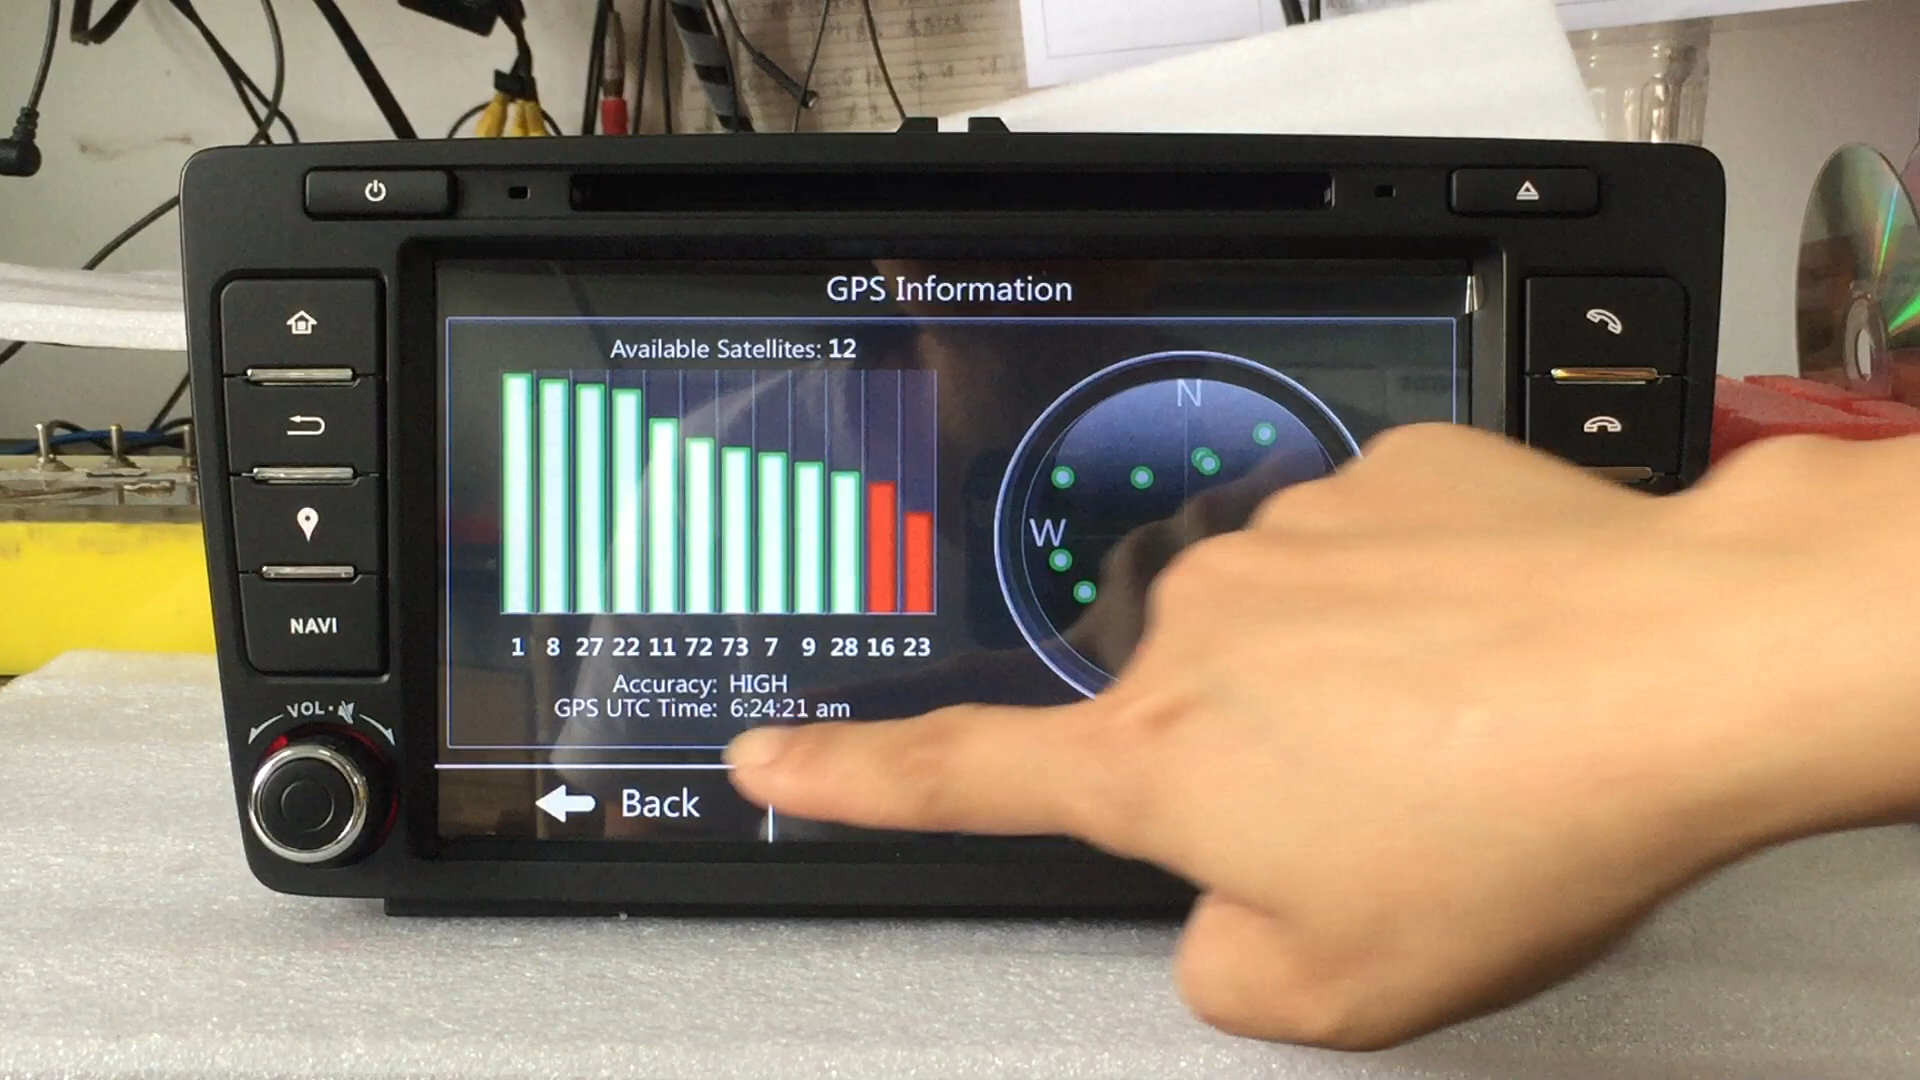 GPS Information
Available Satellites: 12
N
W
1 8 27 22 11 72 73 7 9 28 16 23
Accuracy: HIGH
GPS UTC Time: 6:24:21 am
NAVI
VOL
Back